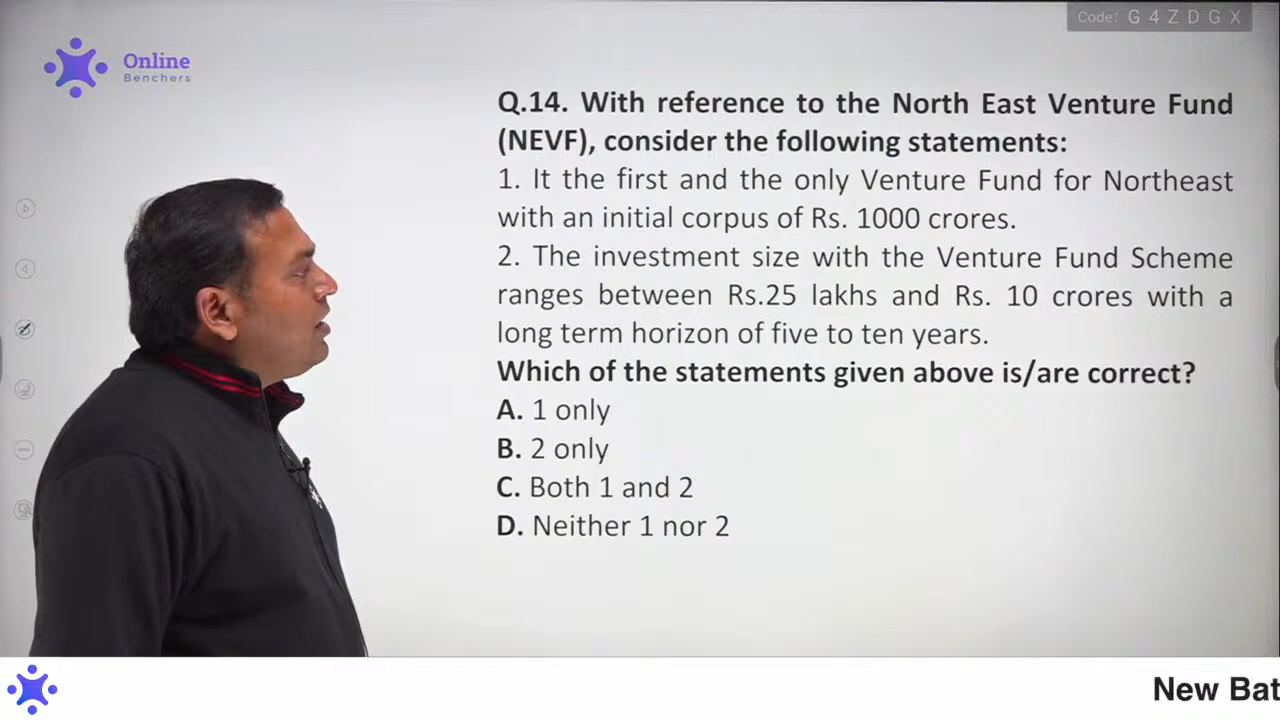 Code: G 4 Z D G X
Online
Benchers
Q.14. With reference to the North East Venture Fund
(NEVF), consider the following statements:
1. It the first and the only Venture Fund for Northeast
with an initial corpus of Rs. 1000 crores.
2. The investment size with the Venture Fund Scheme
ranges between Rs.25 lakhs and Rs. 10 crores with a
long term horizon of five to ten years.
Which of the statements given above is/are correct?
A. 1 only
B. 2 only
C. Both 1 and 2
D. Neither 1 nor 2
New Bat